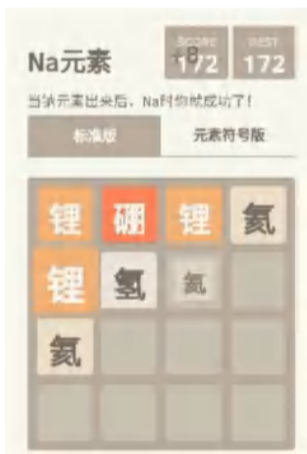 Na元素
SCORE
BEST
+8
172
172
当钠元素出来后,Na时你就成功了!
标准版
元素符号版
锂 硼 锂 氦
锂 氢 氦
氦